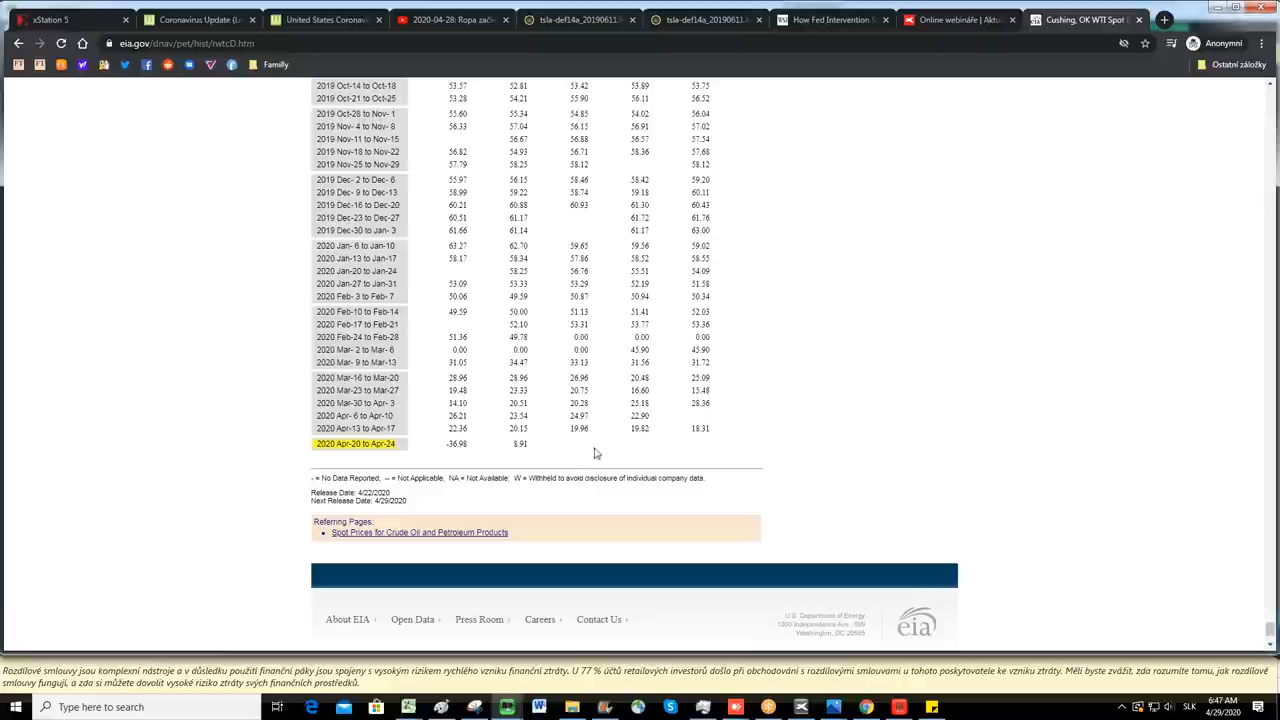 xStation 5
Coronavirus Update (L
United States Coronav
2020-04-28: Ropa zač
tsla-def14a_20190611.h
tsla-def14a_20190611.h
How Fed Intervention S
Online webináře | Aktu
Cushing, OK WTI Spot
eia.gov/dnav/pet/hist/rwtcD.htm
Anonymní
Familly
Ostatní záložky
2019 Oct-14 to Oct-18 53.57 52.81 53.42 53.89 53.75
2019 Oct-21 to Oct-25 53.28 54.21 55.90 56.11 56.52
2019 Oct-28 to Nov- 1 55.60 55.34 54.85 54.02 56.04
2019 Nov- 4 to Nov- 8 56.33 57.04 56.15 56.91 57.02
2019 Nov-11 to Nov-15 56.67 56.88 56.57 57.54
2019 Nov-18 to Nov-22 56.82 54.93 56.71 58.36 57.68
2019 Nov-25 to Nov-29 57.79 58.25 58.12 58.12
2019 Dec- 2 to Dec- 6 55.97 56.15 58.46 58.42 59.20
2019 Dec- 9 to Dec-13 58.99 59.22 58.74 59.18 60.11
2019 Dec-16 to Dec-20 60.21 60.88 60.93 61.30 60.43
2019 Dec-23 to Dec-27 60.51 61.17 61.72 61.76
2019 Dec-30 to Jan- 3 61.66 61.14 61.17 63.00
2020 Jan- 6 to Jan-10 63.27 62.70 59.65 59.56 59.02
2020 Jan-13 to Jan-17 58.17 58.34 57.86 58.52 58.55
2020 Jan-20 to Jan-24 58.25 56.76 55.51 54.09
2020 Jan-27 to Jan-31 53.09 53.33 53.29 52.19 51.58
2020 Feb- 3 to Feb- 7 50.06 49.59 50.87 50.94 50.34
2020 Feb-10 to Feb-14 49.59 50.00 51.13 51.41 52.03
2020 Feb-17 to Feb-21 52.10 53.31 53.77 53.36
2020 Feb-24 to Feb-28 51.36 49.78 0.00 0.00 0.00
2020 Mar- 2 to Mar- 6 0.00 0.00 0.00 45.90 45.90
2020 Mar- 9 to Mar-13 31.05 34.47 33.13 31.56 31.72
2020 Mar-16 to Mar-20 28.96 28.96 26.96 20.48 25.09
2020 Mar-23 to Mar-27 19.48 23.33 20.75 16.60 15.48
2020 Mar-30 to Apr- 3 14.10 20.51 20.28 25.18 28.36
2020 Apr- 6 to Apr-10 26.21 23.54 24.97 22.90
2020 Apr-13 to Apr-17 22.36 20.15 19.96 19.82 18.31
2020 Apr-20 to Apr-24 -36.98 8.91
- = No Data Reported; -- = Not Applicable; NA = Not Available; W = Withheld to avoid disclosure of individual company data.
Release Date: 4/22/2020
Next Release Date: 4/29/2020
Referring Pages:
Spot Prices for Crude Oil and Petroleum Products
About EIA
Open Data
Press Room
Careers
Contact Us
U.S. Department of Energy
1000 Independence Ave., SW
Washington, DC 20585
eia
Rozdílové smlouvy jsou komplexní nástroje a v důsledku použití finanční páky jsou spojeny s vysokým rizikem rychlého vzniku finanční ztráty. U 77 % účtů retailových investorů došlo při obchodování s rozdílovými smlouvami u tohoto poskytovatele ke vzniku ztráty. Měli byste zvážit, zda rozumíte tomu, jak rozdílové
smlouvy fungují, a zda si můžete dovolit vysoké riziko ztráty svých finančních prostředků.
Type here to search
SLK
6:47 AM
4/29/2020